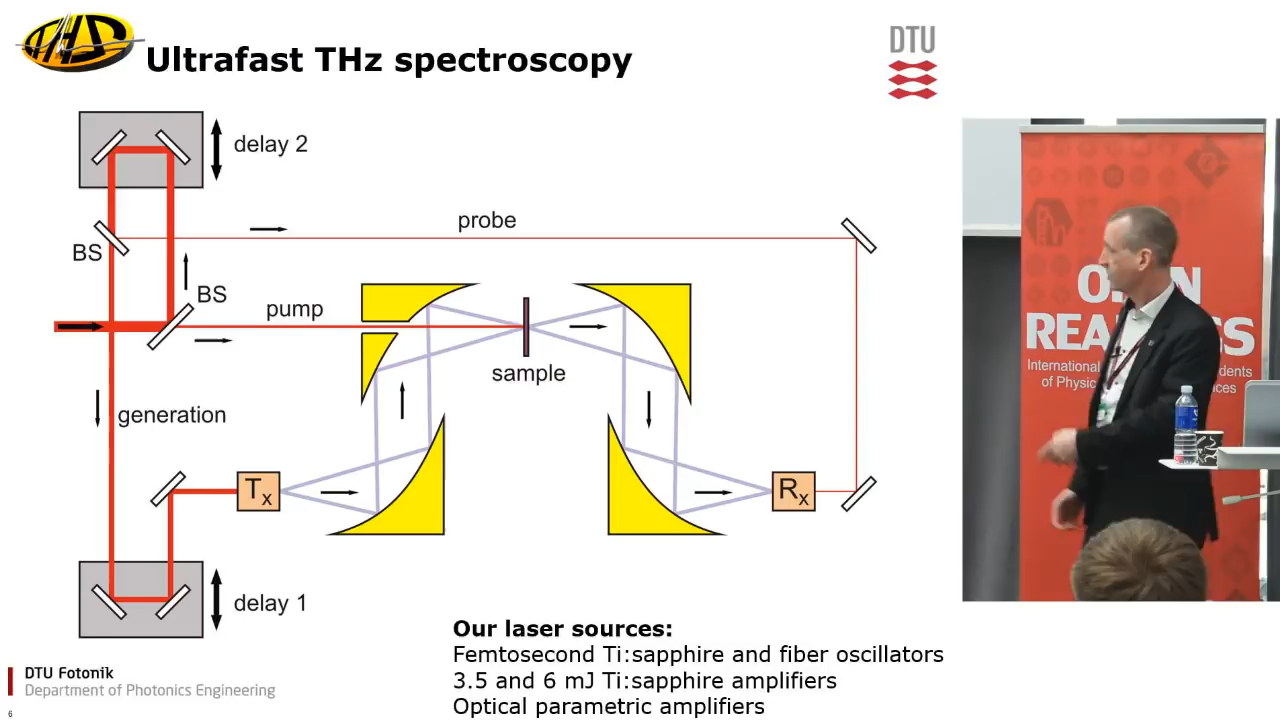 THz
Ultrafast THz spectroscopy
DTU
delay 2
probe
BS
BS
pump
sample
generation
Tx
Rx
delay 1
Our laser sources:
Femtosecond Ti:sapphire and fiber oscillators
3.5 and 6 mJ Ti:sapphire amplifiers
Optical parametric amplifiers
DTU Fotonik
Department of Photonics Engineering
6
International
of Physic